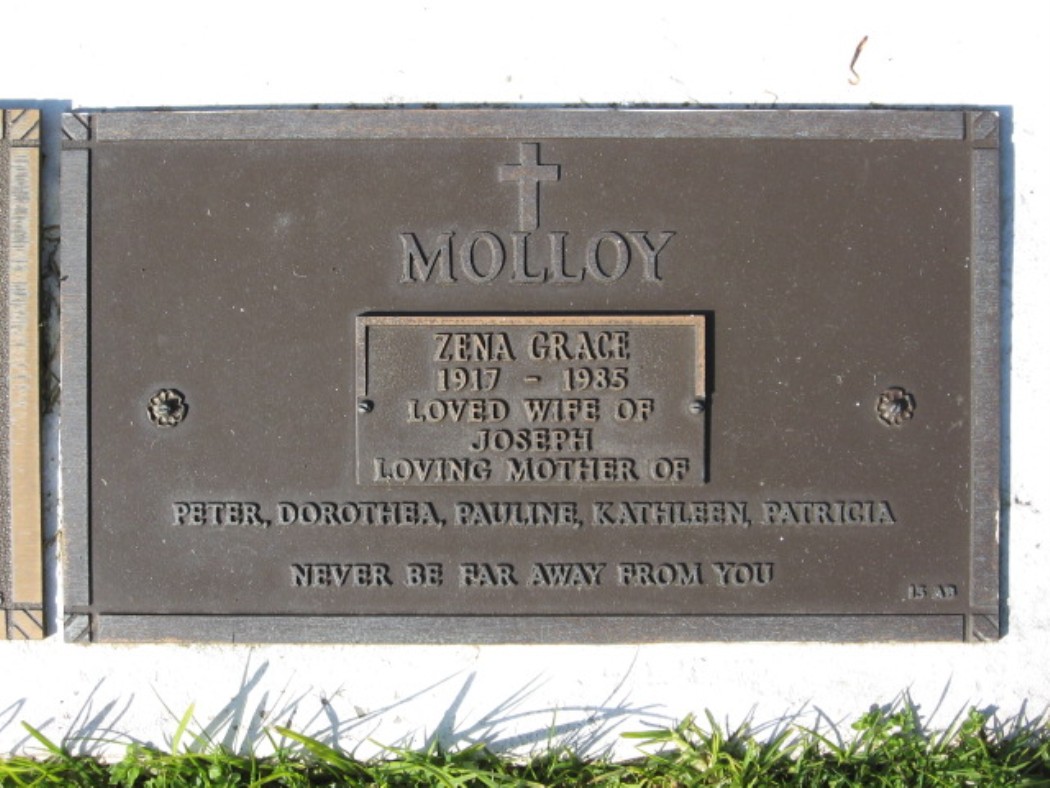 MOLLOY
ZENA GRACE
1917 - 1985
LOVED WIFE OF
JOSEPH
LOVING MOTHER OF
PETER, DOROTHEA, PAULINE, KATHLEEN, PATRICIA
NEVER BE FAR AWAY FROM YOU
15 AB